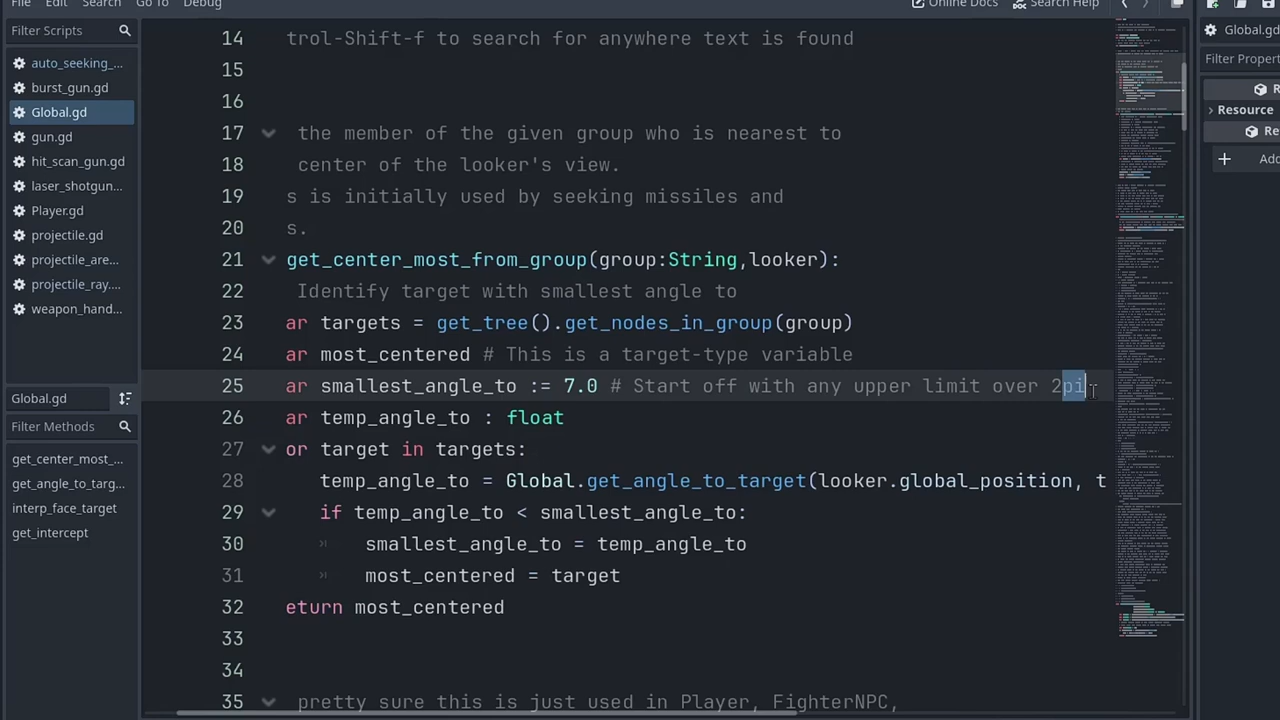 File Edit Search Go To Debug Online Docs Search Help
Filter Scripts
Global.gd
Filter Propert
auto_seeking_...
burst_gun.gd
Global.gd
gun.gd
hit_scan_gun.gd
laser_shotgun...
Player.gd
projectile.gd
projectile_are...
projectile_ray....
weapon_hand...
Global.gd
Filter Methods
get_centermost_...
get_angle_to_targ...
interp_face_target
get_intercept
14 trol-Shift-F to search for anywhere text is found
15
16
17 the members of the given group who is nearest to
18 center of the looker's view.
19 s is pitic for seeking missiles and
20 s.
21 get_centermost_from_group(group:String,looker):
22 Identify target with smallest angle to
23 ar targets = get_tree().get_nodes_in_group(group)
24 ar most_centered # This is a target type variable
25 ar smallest_angle_to := 7.0 # Start off with any upper limit over 2pi
26 ar temp_angle_to : float
27 or target in targets:
28 temp_angle_to = Global.get_angle_to_target(looker.global_position, t
29 if temp_angle_to < smallest_angle_to:
30 smallest_angle_to = temp_angle_to
31 most_centered = target
32 eturn most_centered
33
34
35 pretty sure this is just used in Player, FighterNPC,
Resource
Re
Add